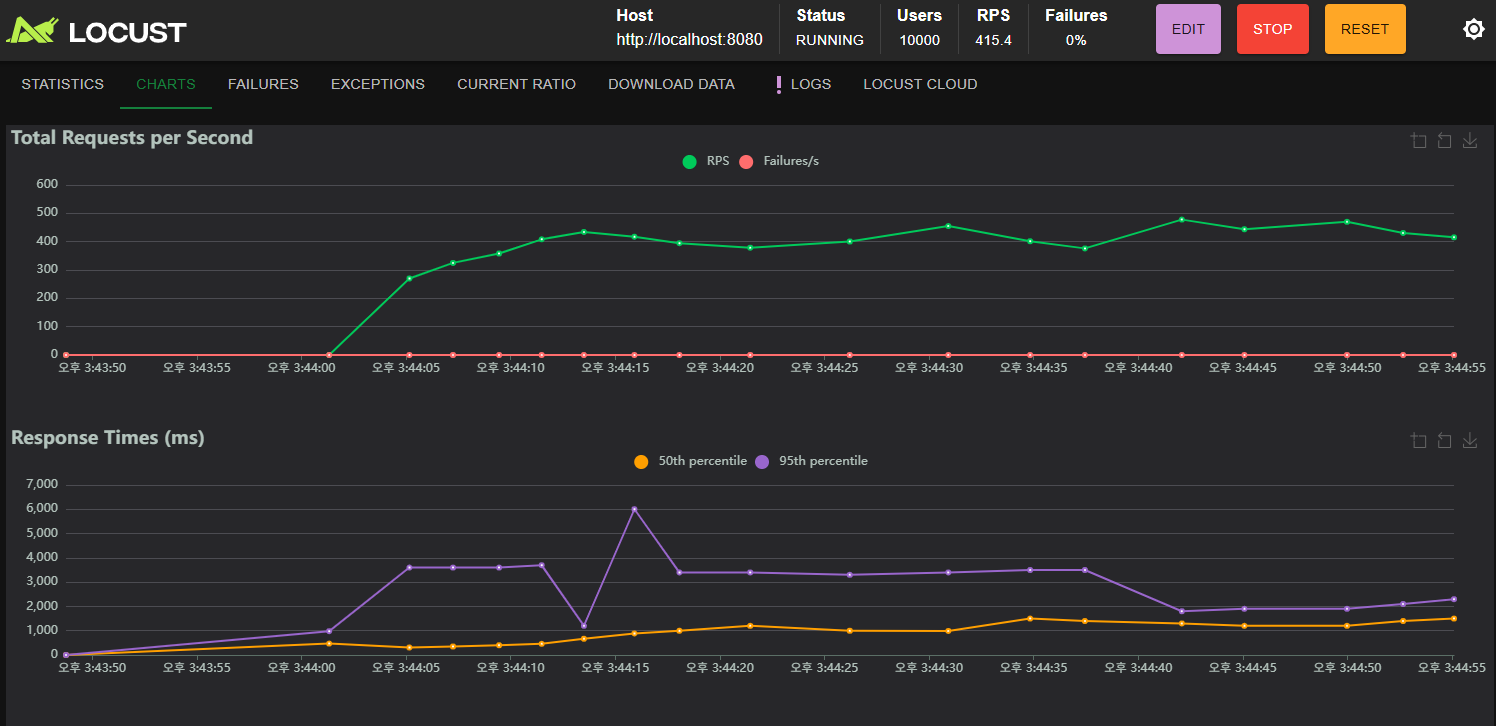 LOCUST
Host
http://localhost:8080
Status
RUNNING
Users
10000
RPS
415.4
Failures
0%
EDIT
STOP
RESET
STATISTICS CHARTS FAILURES EXCEPTIONS CURRENT RATIO DOWNLOAD DATA LOGS LOCUST CLOUD
Total Requests per Second
RPS Failures/s
600
500
400
300
200
100
0
오후 3:43:50 오후 3:43:55 오후 3:44:00 오후 3:44:05 오후 3:44:10 오후 3:44:15 오후 3:44:20 오후 3:44:25 오후 3:44:30 오후 3:44:35 오후 3:44:40 오후 3:44:45 오후 3:44:50 오후 3:44:55
Response Times (ms)
50th percentile 95th percentile
7,000
6,000
5,000
4,000
3,000
2,000
1,000
0
오후 3:43:50 오후 3:43:55 오후 3:44:00 오후 3:44:05 오후 3:44:10 오후 3:44:15 오후 3:44:20 오후 3:44:25 오후 3:44:30 오후 3:44:35 오후 3:44:40 오후 3:44:45 오후 3:44:50 오후 3:44:55